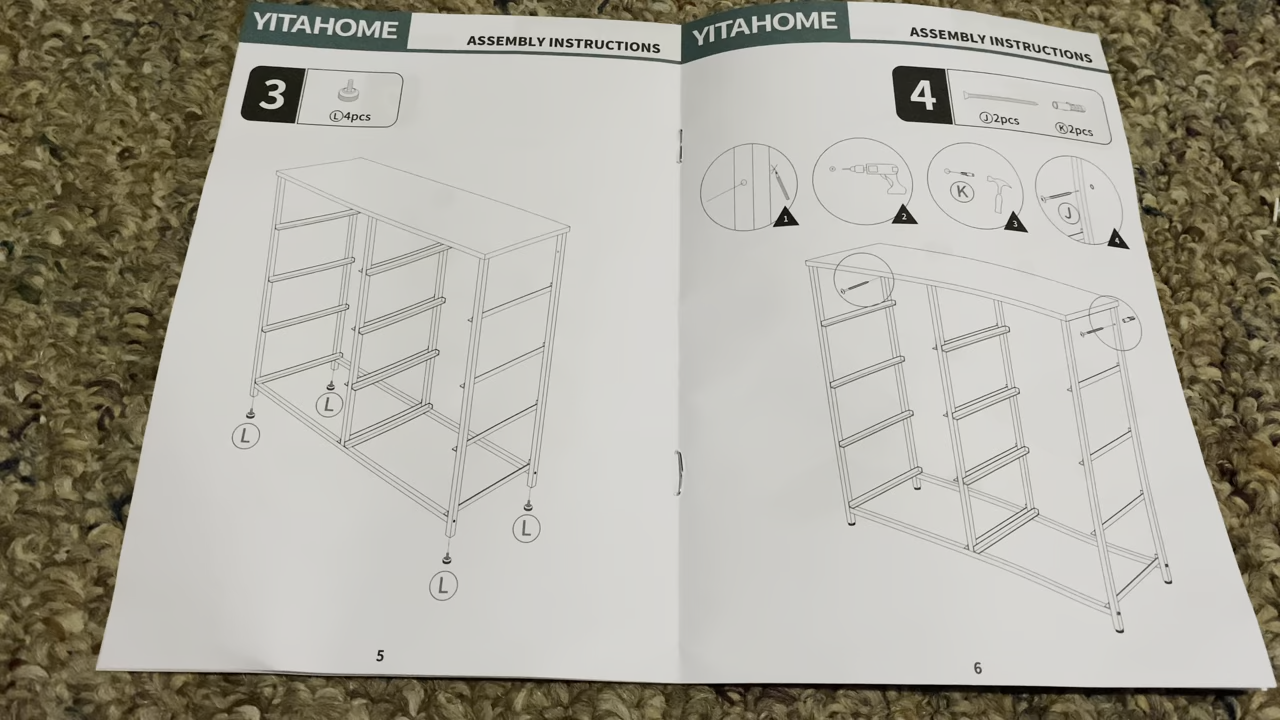 YITAHOME
ASSEMBLY INSTRUCTIONS
3
L 4pcs
L
L
L
L
5
YITAHOME
ASSEMBLY INSTRUCTIONS
4
J 2pcs
K 2pcs
1
2
K
3
J
4
6